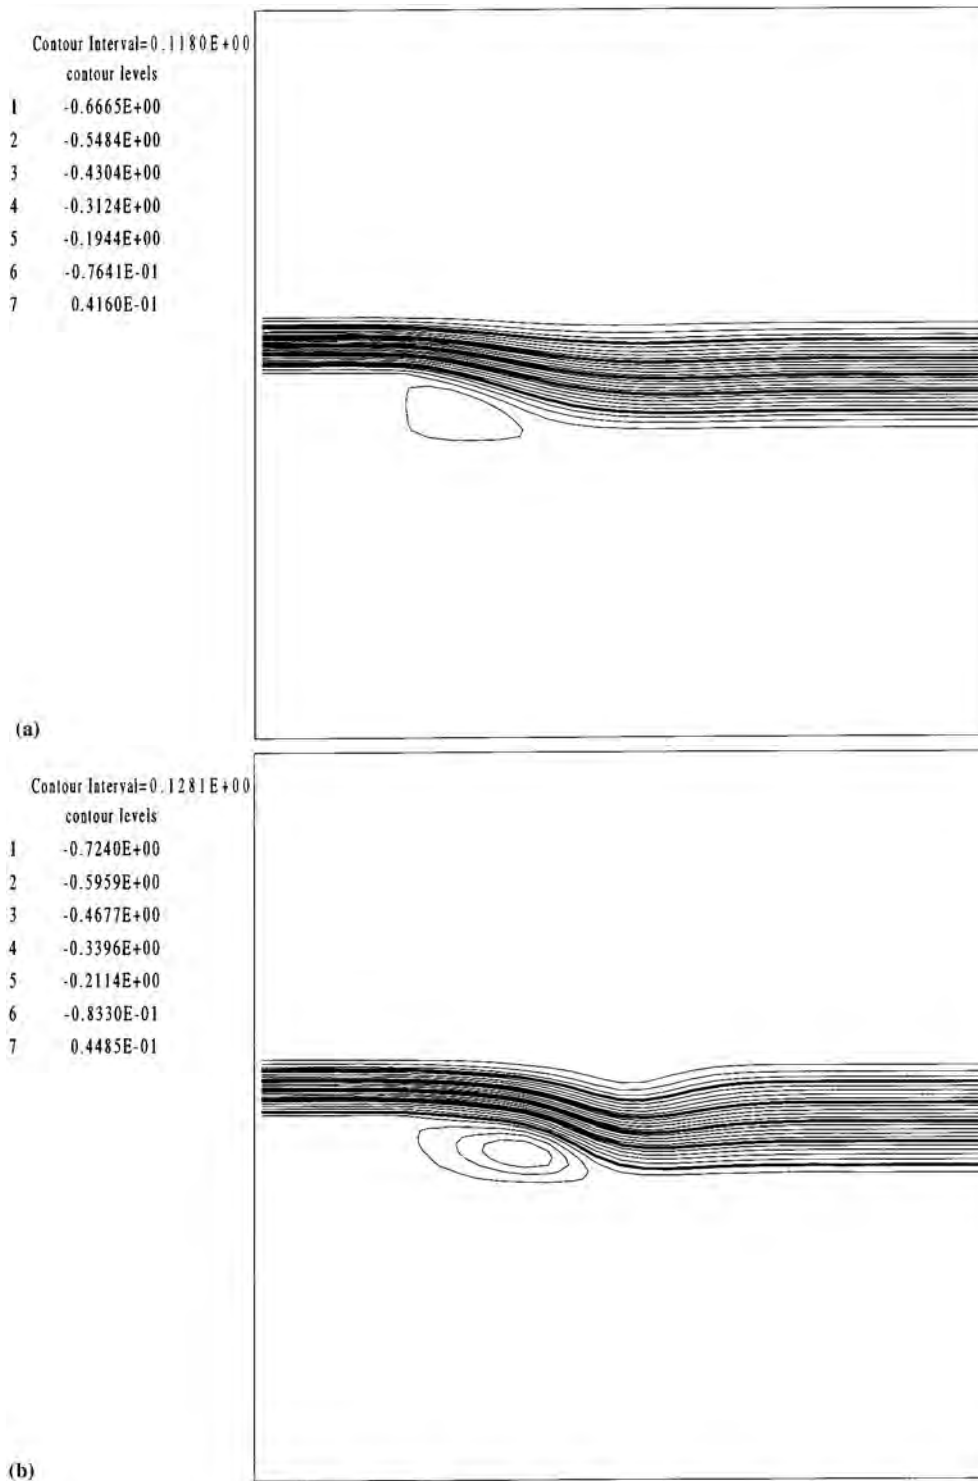 Contour Interval=0.1180E+00
contour levels
1 -0.6665E+00
2 -0.5484E+00
3 -0.4304E+00
4 -0.3124E+00
5 -0.1944E+00
6 -0.7641E-01
7 0.4160E-01
(a)
Contour Interval=0.1281E+00
contour levels
1 -0.7240E+00
2 -0.5959E+00
3 -0.4677E+00
4 -0.3396E+00
5 -0.2114E+00
6 -0.8330E-01
7 0.4485E-01
(b)